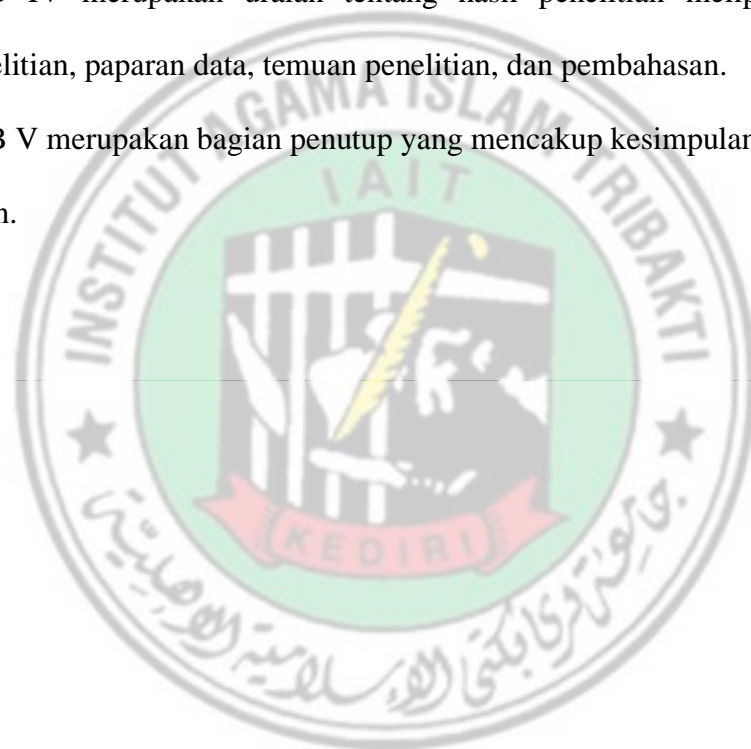 IV merupakan uraian tentang hasil penelitian
elitian, paparan data, temuan penelitian, dan pembahasan.
V merupakan bagian penutup yang mencakup kesimpulan
n.
INSTITUT AGAMA ISLAM TRIBAKTI
IAIT
KEDIRI